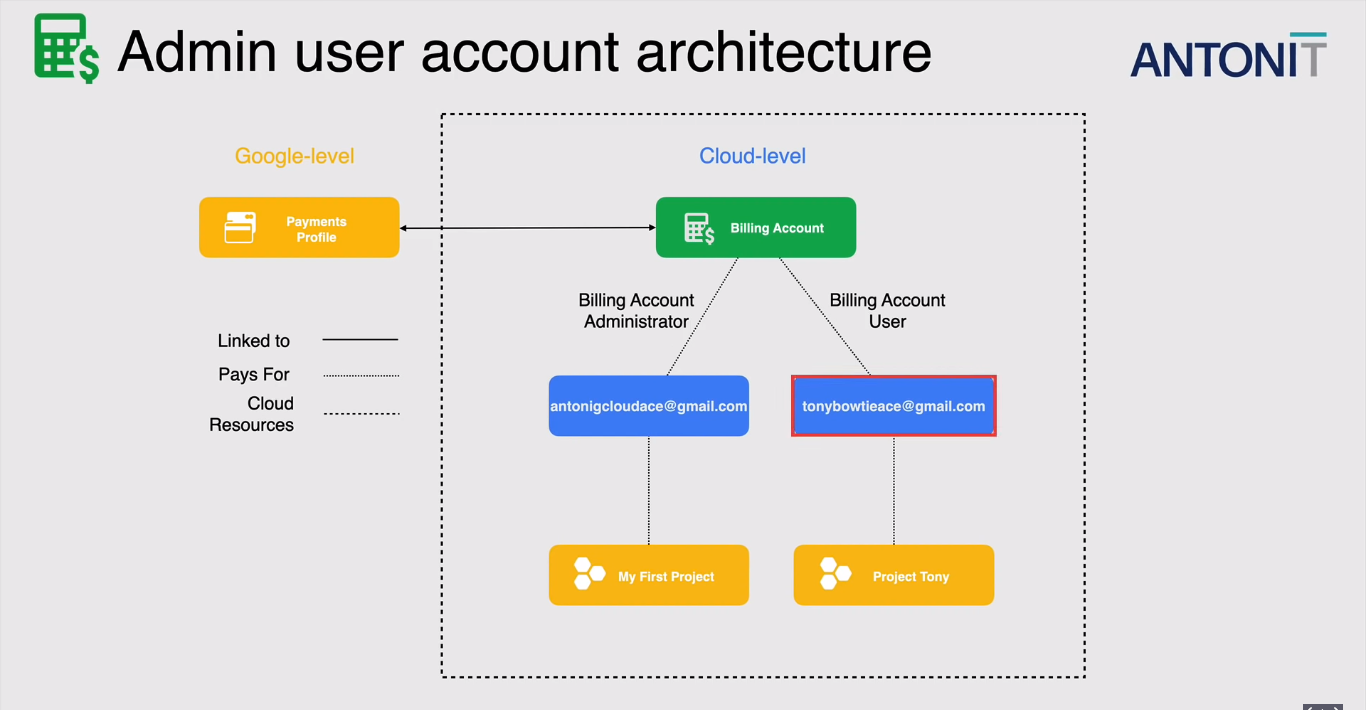 Admin user account architecture
ANTONIT
Google-level
Cloud-level
Payments
Profile
Billing Account
Billing Account
Administrator
Billing Account
User
Linked to
Pays For
Cloud
Resources
antonigcloudace@gmail.com
tonybowtieace@gmail.com
My First Project
Project Tony